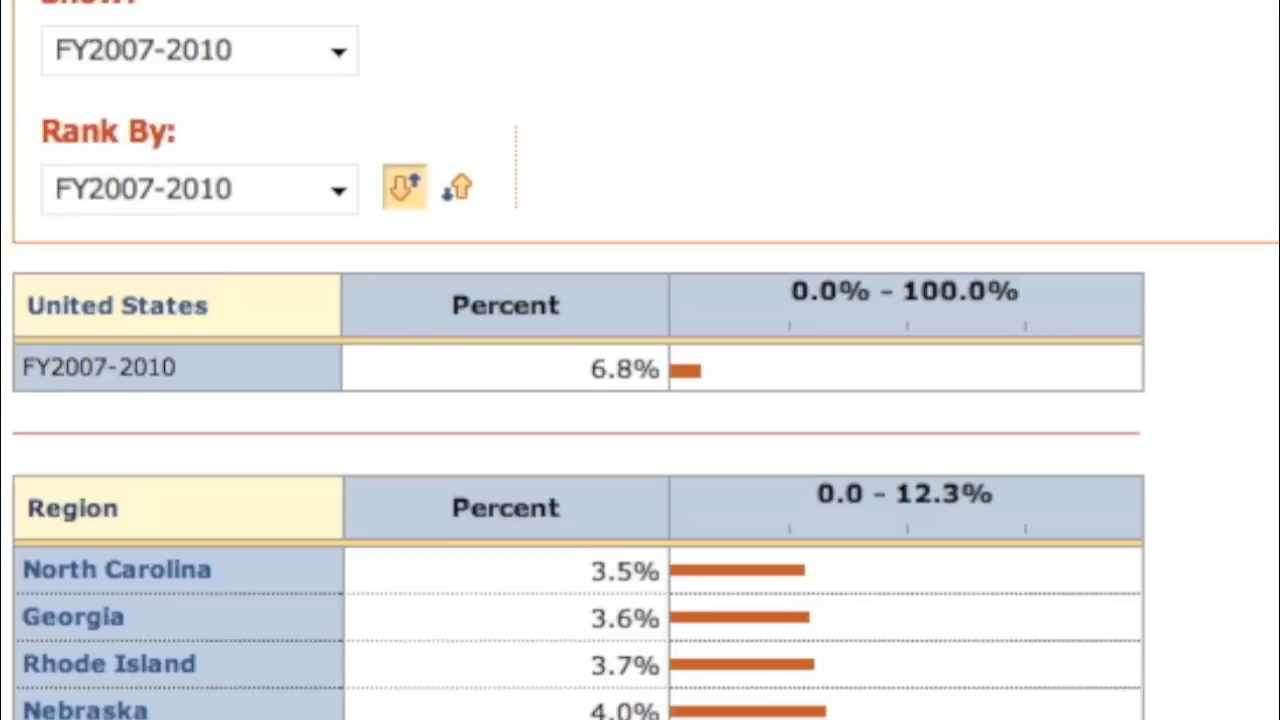 FY2007-2010
Rank By:
FY2007-2010
United States Percent 0.0% - 100.0%
FY2007-2010 6.8%
Region Percent 0.0 - 12.3%
North Carolina 3.5%
Georgia 3.6%
Rhode Island 3.7%
Nebraska 4.0%